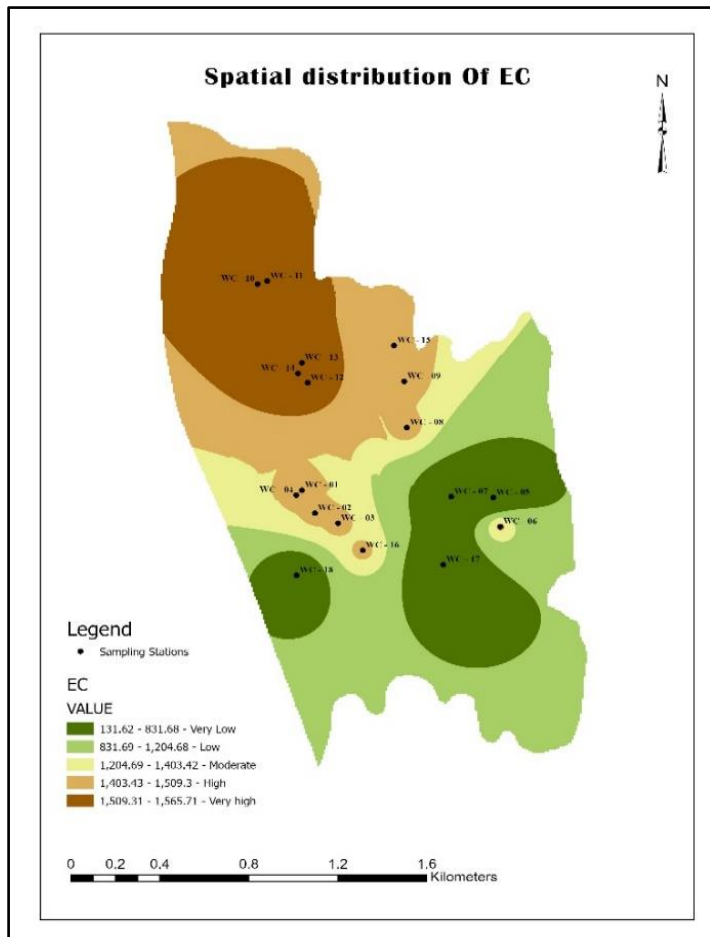 Spatial distribution Of EC
N
WC - 10
WC - 11
WC - 13
WC - 14
WC - 12
WC - 15
WC - 09
WC - 08
WC - 04
WC - 01
WC - 02
WC - 03
WC - 16
WC - 07
WC - 05
WC - 06
WC - 17
WC - 18
Legend
Sampling Stations
EC
VALUE
131.62 - 831.68 - Very Low
831.69 - 1,204.68 - Low
1,204.69 - 1,403.42 - Moderate
1,403.43 - 1,509.3 - High
1,509.31 - 1,565.71 - Very high
0 0.2 0.4 0.8 1.2 1.6
Kilometers